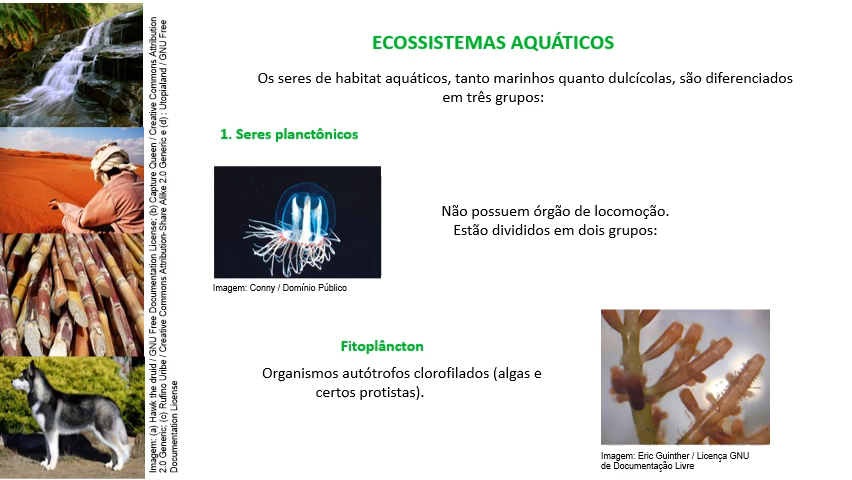 ECOSSISTEMAS AQUÁTICOS
Os seres de habitat aquáticos, tanto marinhos quanto dulcícolas, são diferenciados
em três grupos:
1. Seres planctônicos
Não possuem órgão de locomoção.
Estão divididos em dois grupos:
Imagem: Conny / Domínio Público
Fitoplâncton
Organismos autótrofos clorofilados (algas e
certos protistas).
Imagem: Eric Guinther / Licença GNU
de Documentação Livre
Imagem: (a) Hawk the druid / GNU Free Documentation License; (b) Capture Queen / Creative Commons Attribution
2.0 Generic; (c) Rufino Uribe / Creative Commons Attribution-Share Alike 2.0 Generic e (d) : Utopialand / GNU Free
Documentation License